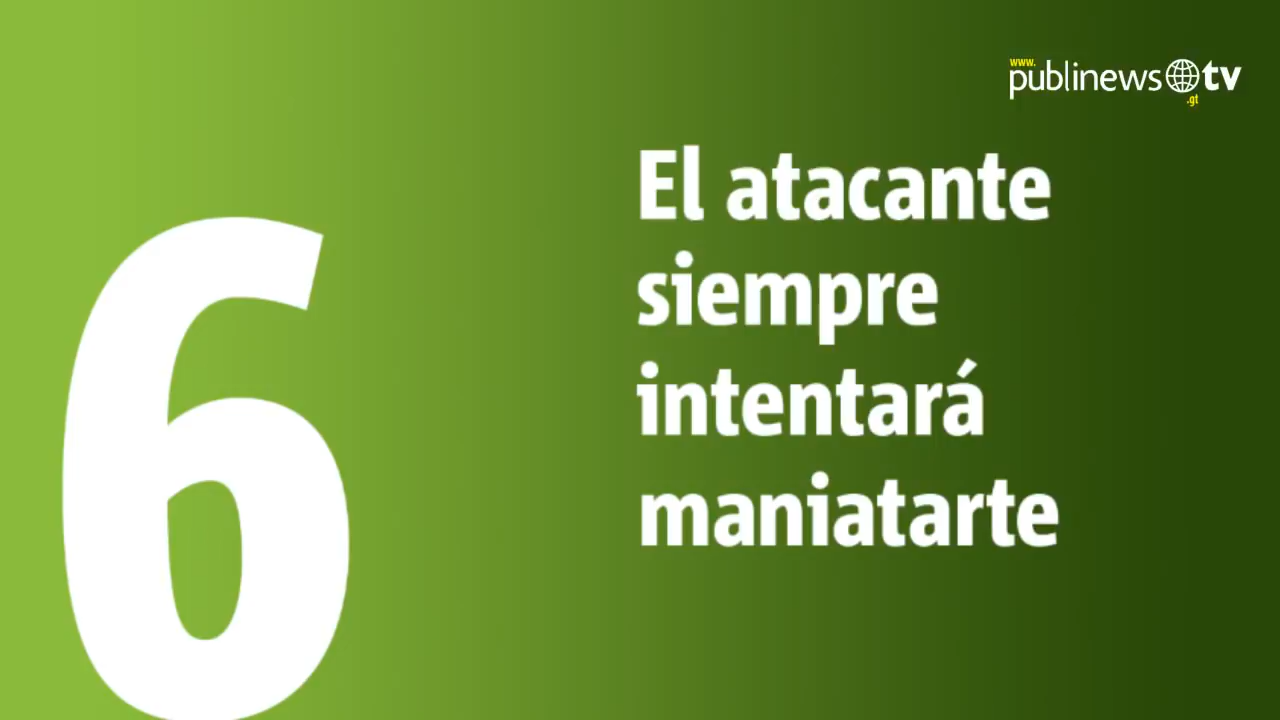 www.
publinews tv
.gt
6
El atacante
siempre
intentará
maniatarte